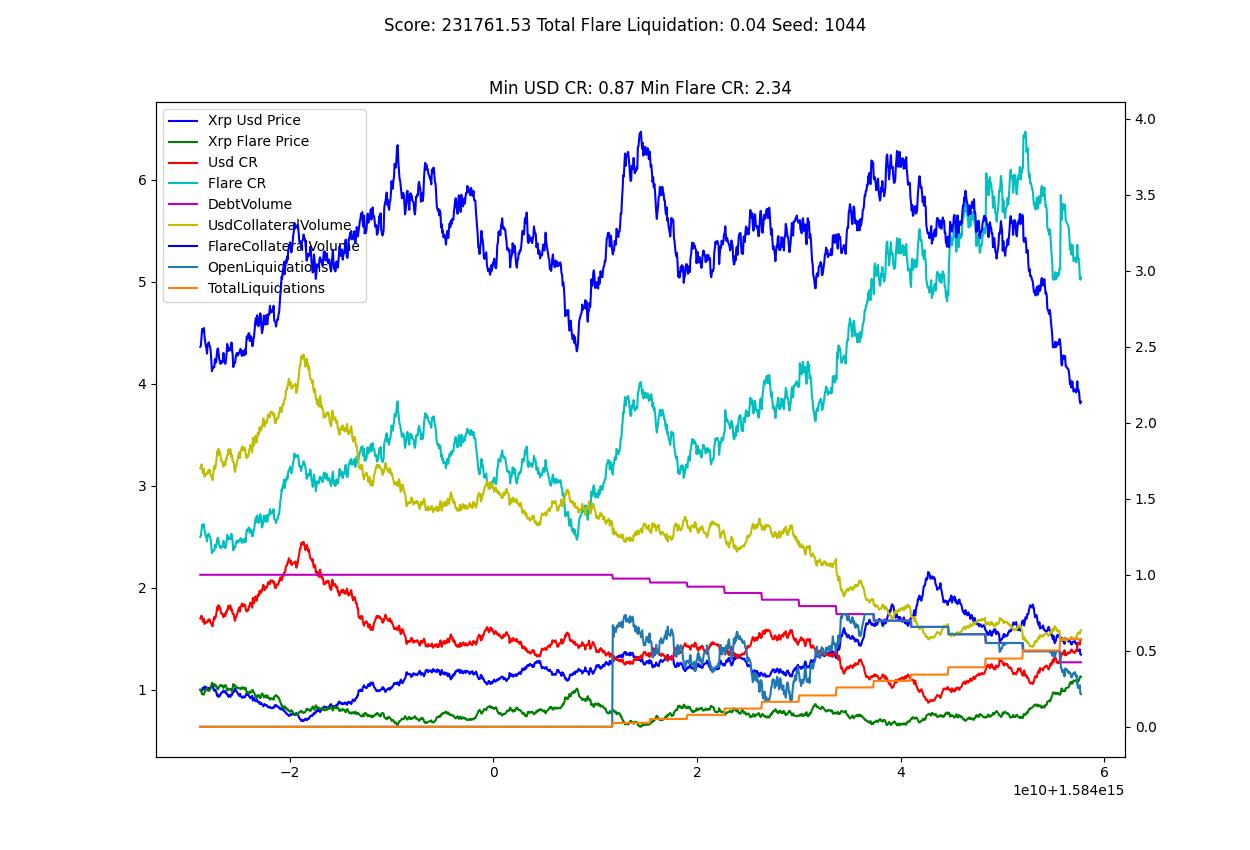 Score: 231761.53 Total Flare Liquidation: 0.04 Seed: 1044
Min USD CR: 0.87 Min Flare CR: 2.34
Xrp Usd Price
Xrp Flare Price
Usd CR
Flare CR
DebtVolume
UsdCollateralVolume
FlareCollateralVolume
OpenLiquidations
TotalLiquidations
6
5
4
3
2
1
4.0
3.5
3.0
2.5
2.0
1.5
1.0
0.5
0.0
−2
0
2
4
6
1e10+1.584e15